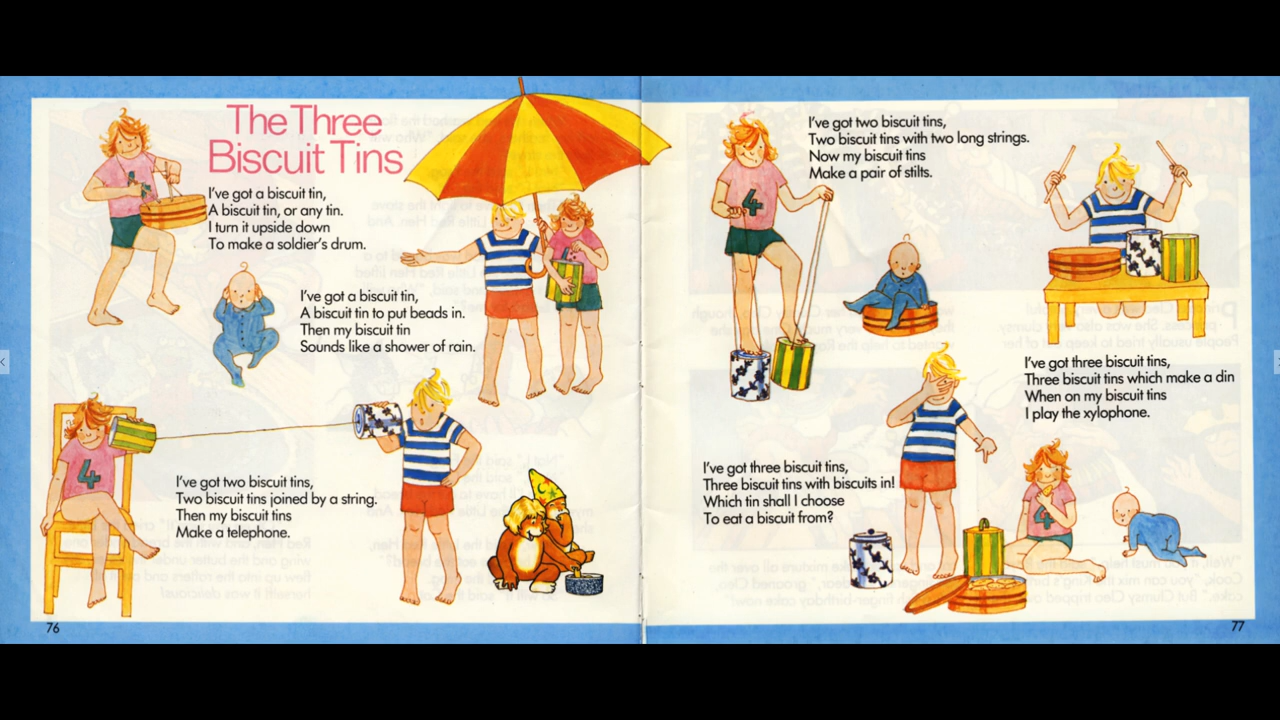 The Three
Biscuit Tins
I've got a biscuit tin,
A biscuit tin, or any tin.
I turn it upside down
To make a soldier's drum.
I've got a biscuit tin,
A biscuit tin to put beads in.
Then my biscuit tin
Sounds like a shower of rain.
4
I've got two biscuit tins,
Two biscuit tins joined by a string.
Then my biscuit tins
Make a telephone.
76
I've got two biscuit tins,
Two biscuit tins with two long strings.
Now my biscuit tins
Make a pair of stilts.
4
I've got three biscuit tins,
Three biscuit tins which make a din
When on my biscuit tins
I play the xylophone.
I've got three biscuit tins,
Three biscuit tins with biscuits in!
Which tin shall I choose
To eat a biscuit from?
4
77